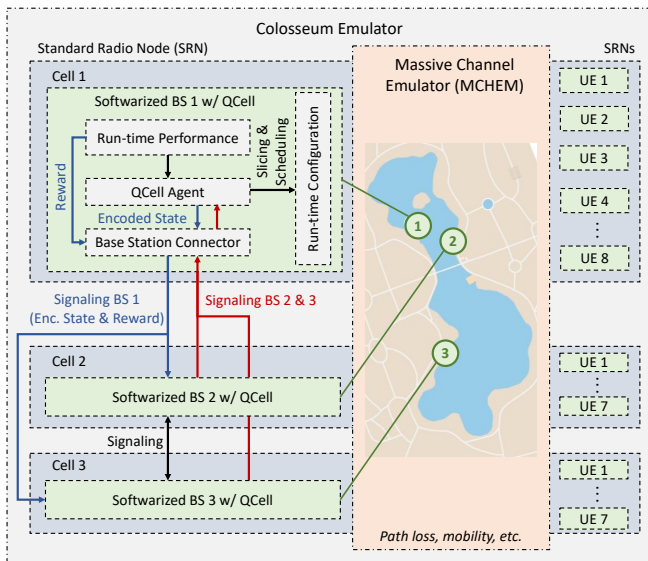 Colosseum Emulator
Standard Radio Node (SRN)
SRNs
Cell 1
Softwarized BS 1 w/ QCell
Run-time Performance
QCell Agent
Base Station Connector
Reward
Encoded State
Slicing &
Scheduling
Run-time Configuration
Signaling BS 1
(Enc. State & Reward)
Signaling BS 2 & 3
Cell 2
Softwarized BS 2 w/ QCell
Signaling
Cell 3
Softwarized BS 3 w/ QCell
Massive Channel
Emulator (MCHEM)
1
2
3
Path loss, mobility, etc.
UE 1
UE 2
UE 3
UE 4
UE 8
UE 1
UE 7
UE 1
UE 7